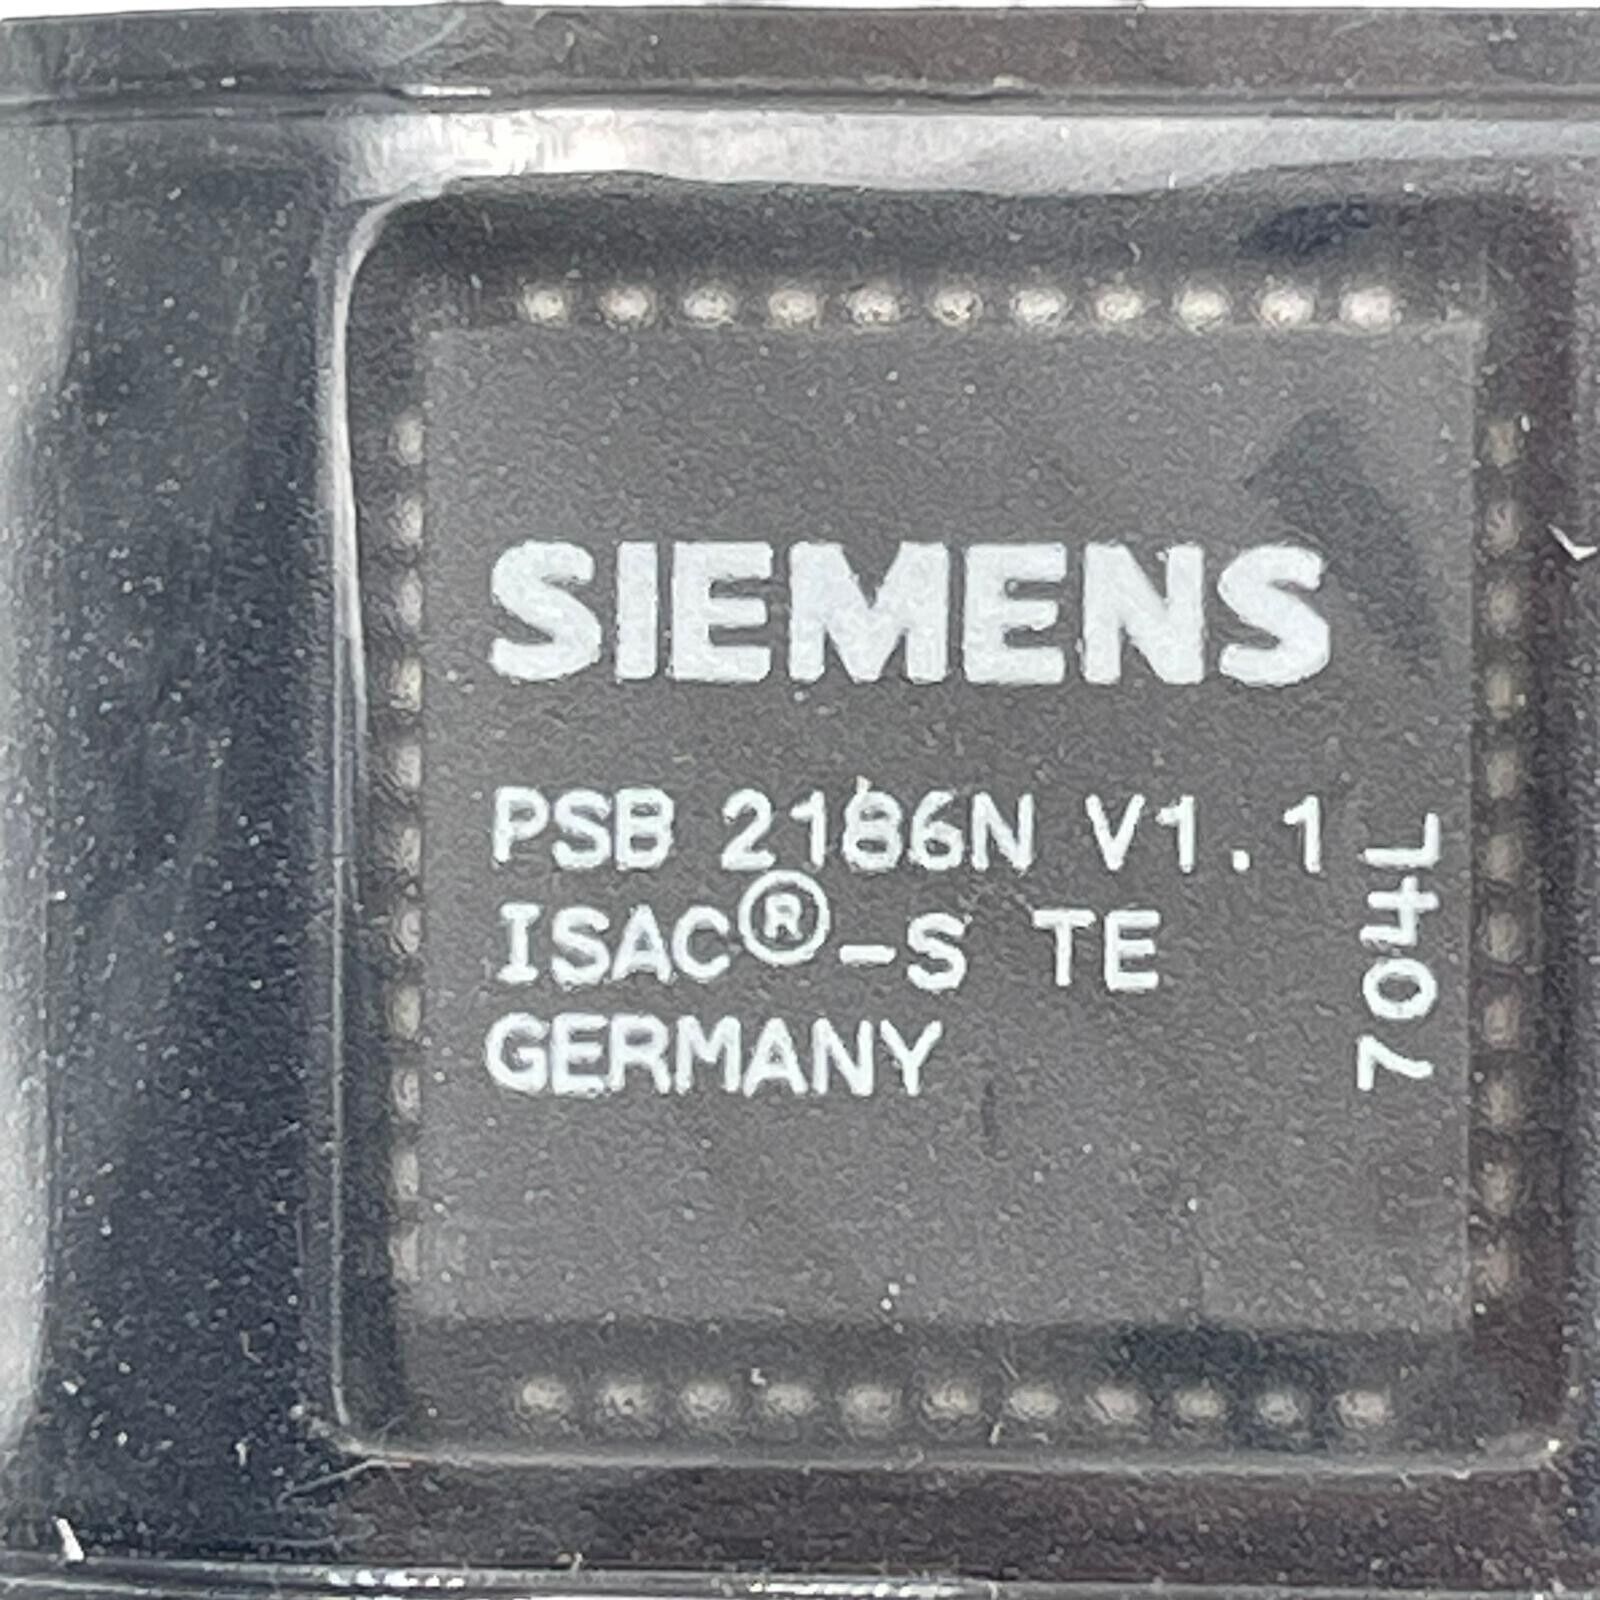 SIEMENS
PSB 2186N V1.1
ISAC®-S TE
GERMANY
704L